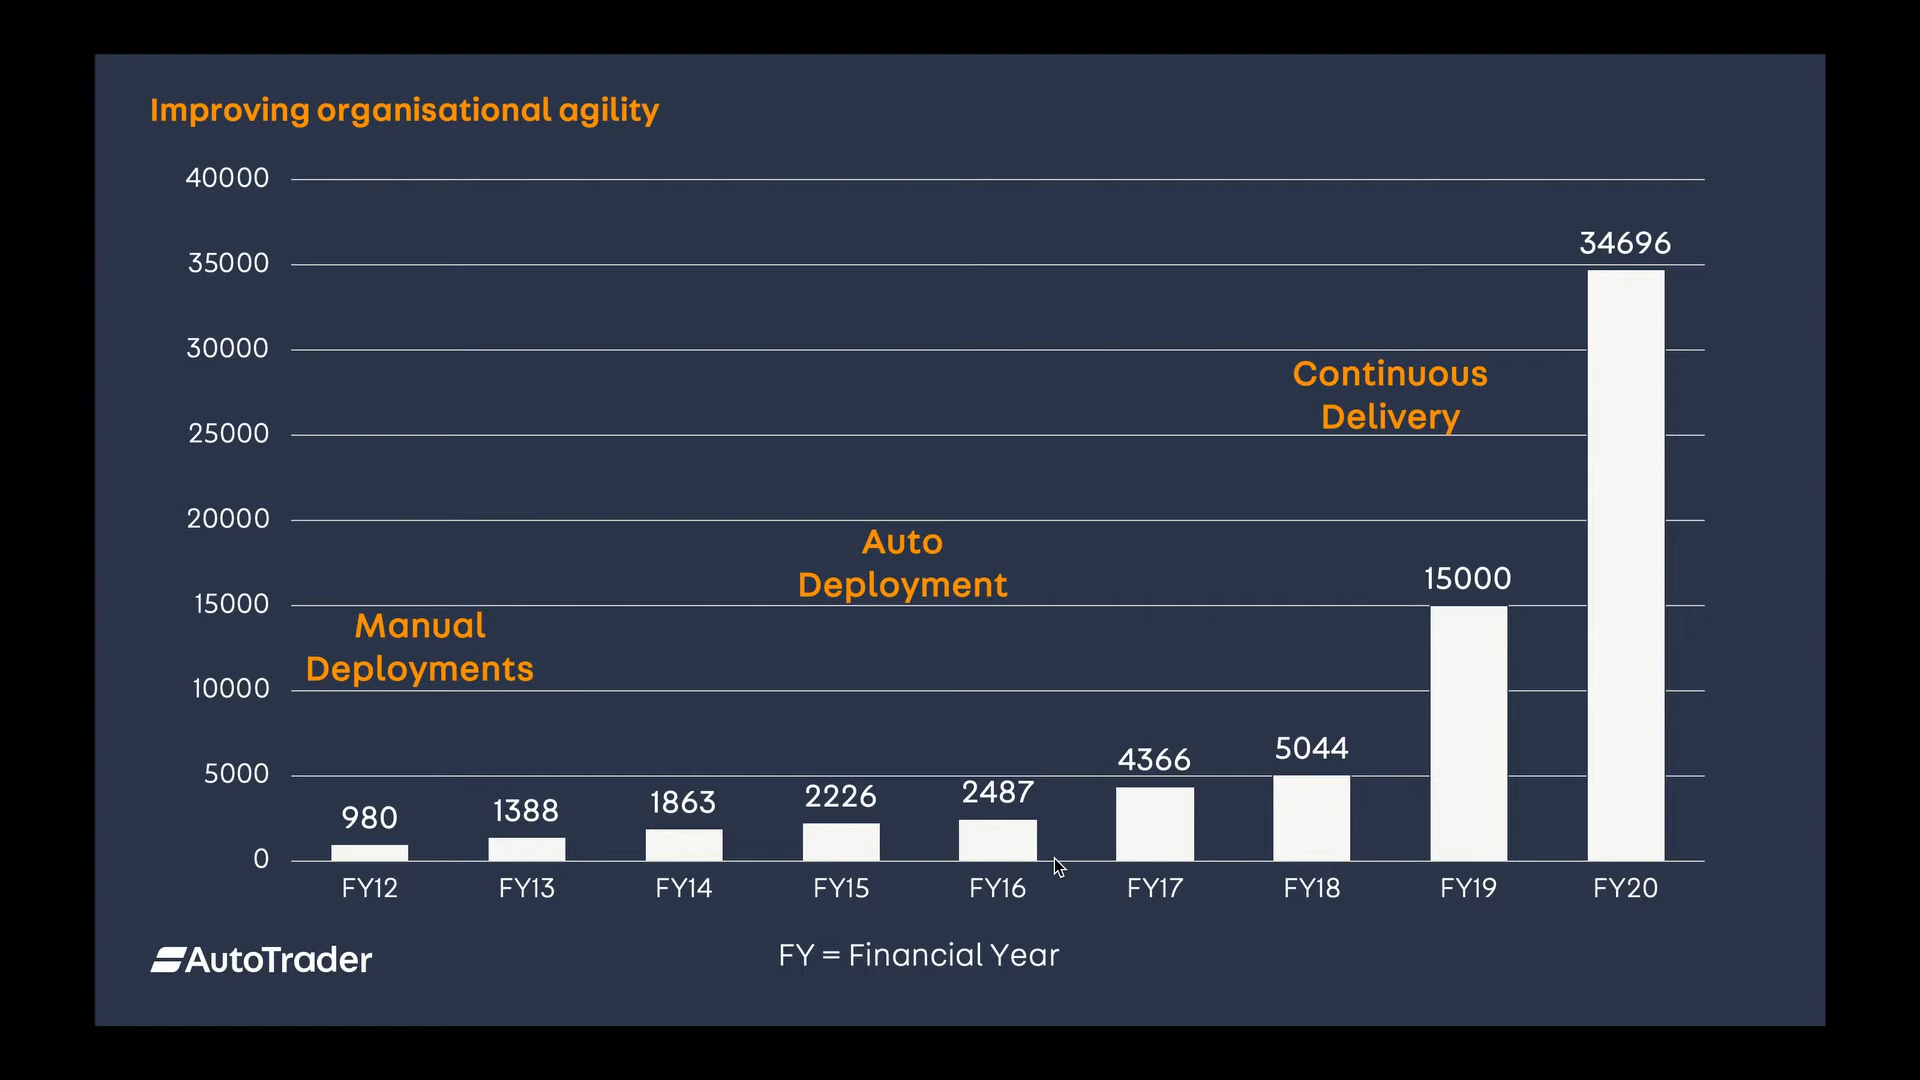 Improving organisational agility
40000
35000
30000
25000
20000
15000
10000
5000
0
34696
Continuous
Delivery
Auto
Deployment
15000
Manual
Deployments
980
1388
1863
2226
2487
4366
5044
FY12
FY13
FY14
FY15
FY16
FY17
FY18
FY19
FY20
AutoTrader
FY = Financial Year